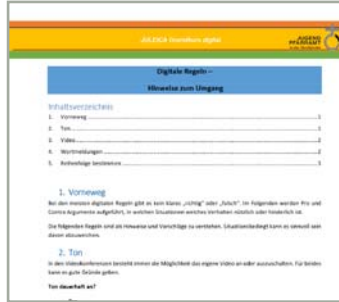 JULEICA Grundkurs digital
JUGEND
PFARRAMT
Digitale Regeln –
Hinweise zum Umgang
Inhaltsverzeichnis
1. Vorneweg 1
2. Ton 1
3. Video 2
4. Wortmeldungen 2
5. Reihenfolge bestimmen 3
1. Vorneweg
Bei den meisten digitalen Regeln gibt es kein klares „richtig“ oder „falsch“. Im Folgenden werden Pro und
Contra Argumente aufgeführt, in welchen Situationen welches Verhalten nützlich oder hinderlich ist.
Die folgenden Regeln sind als Hinweise und Vorschläge zu verstehen. Situationsbedingt kann es sinnvoll sein
davon abzuweichen.
2. Ton
In den Videokonferenzen besteht immer die Möglichkeit das eigene Video an oder auszuschalten. Für beides
kann es gute Gründe geben.
Ton dauerhaft an?